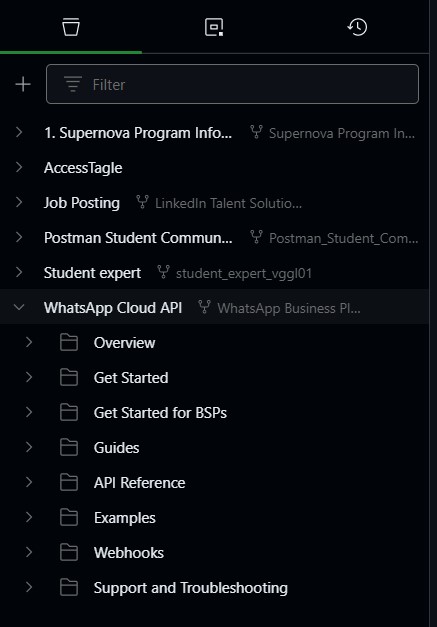 Filter
1. Supernova Program Info... Supernova Program In...
AccessTagle
Job Posting LinkedIn Talent Solutio...
Postman Student Commun... Postman_Student_Com...
Student expert student_expert_vggl01
WhatsApp Cloud API WhatsApp Business Pl...
Overview
Get Started
Get Started for BSPs
Guides
API Reference
Examples
Webhooks
Support and Troubleshooting